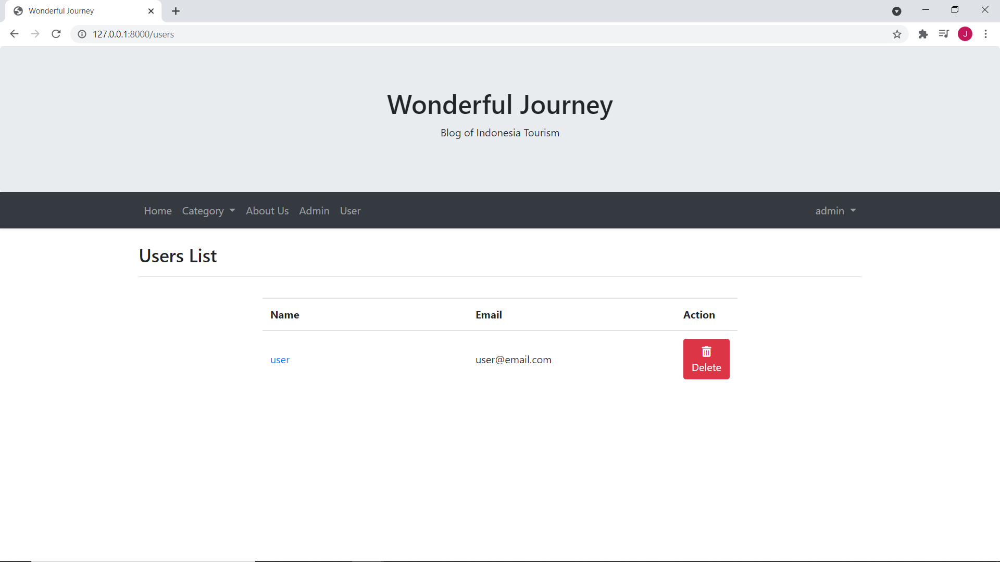 Wonderful Journey
127.0.0.1:8000/users
J
Wonderful Journey
Blog of Indonesia Tourism
Home Category About Us Admin User admin
Users List
Name Email Action
user user@email.com Delete